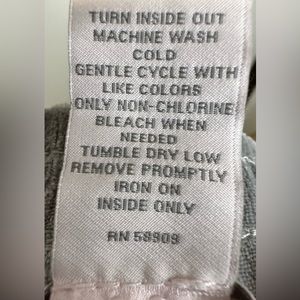 TURN INSIDE OUT
MACHINE WASH
COLD
GENTLE CYCLE WITH
LIKE COLORS
ONLY NON-CHLORINE
BLEACH WHEN
NEEDED
TUMBLE DRY LOW
REMOVE PROMPTLY
IRON ON
INSIDE ONLY
RN 58909